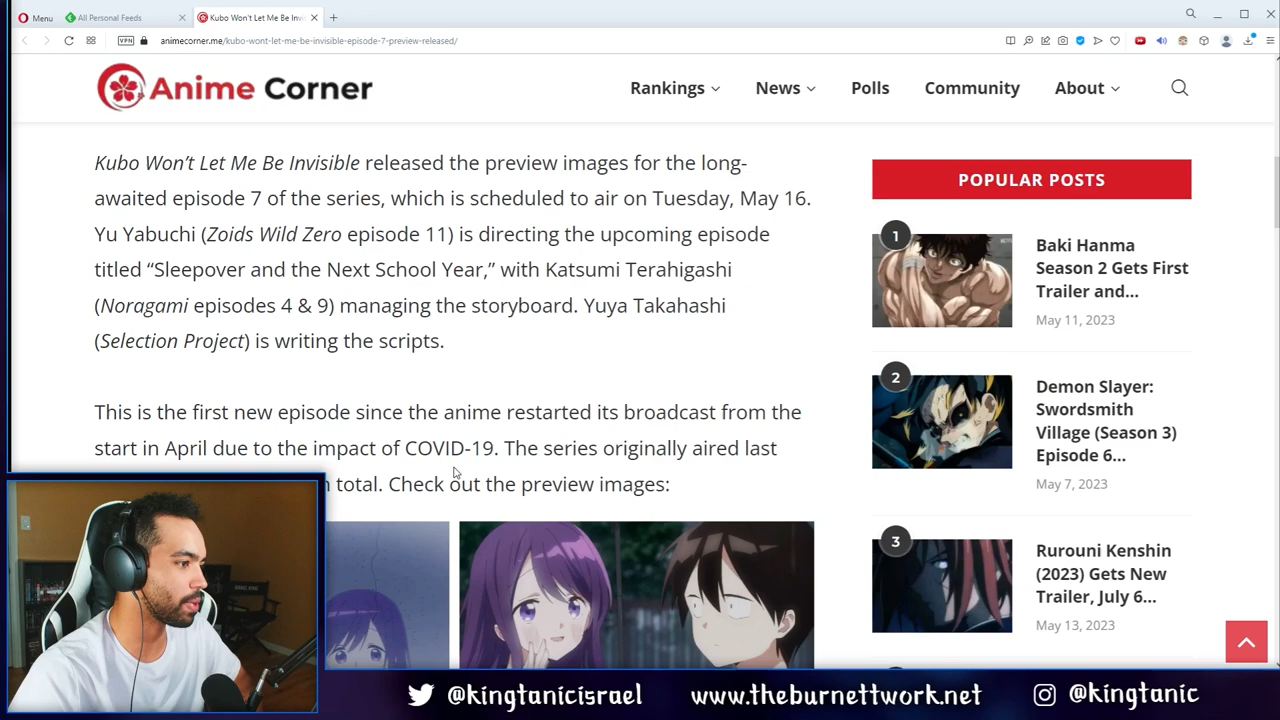 Menu
All Personal Feeds
Kubo Won't Let Me Be Invi
VPN
animecorner.me/kubo-wont-let-me-be-invisible-episode-7-preview-released/
Anime Corner
Rankings
News
Polls
Community
About
Kubo Won't Let Me Be Invisible released the preview images for the long-
awaited episode 7 of the series, which is scheduled to air on Tuesday, May 16.
Yu Yabuchi (Zoids Wild Zero episode 11) is directing the upcoming episode
titled “Sleepover and the Next School Year,” with Katsumi Terahigashi
(Noragami episodes 4 & 9) managing the storyboard. Yuya Takahashi
(Selection Project) is writing the scripts.
This is the first new episode since the anime restarted its broadcast from the
start in April due to the impact of COVID-19. The series originally aired last
total. Check out the preview images:
POPULAR POSTS
1
Baki Hanma
Season 2 Gets First
Trailer and...
May 11, 2023
2
Demon Slayer:
Swordsmith
Village (Season 3)
Episode 6...
May 7, 2023
3
Rurouni Kenshin
(2023) Gets New
Trailer, July 6...
May 13, 2023
@kingtanicisrael
www.theburnettwork.net
@kingtanic